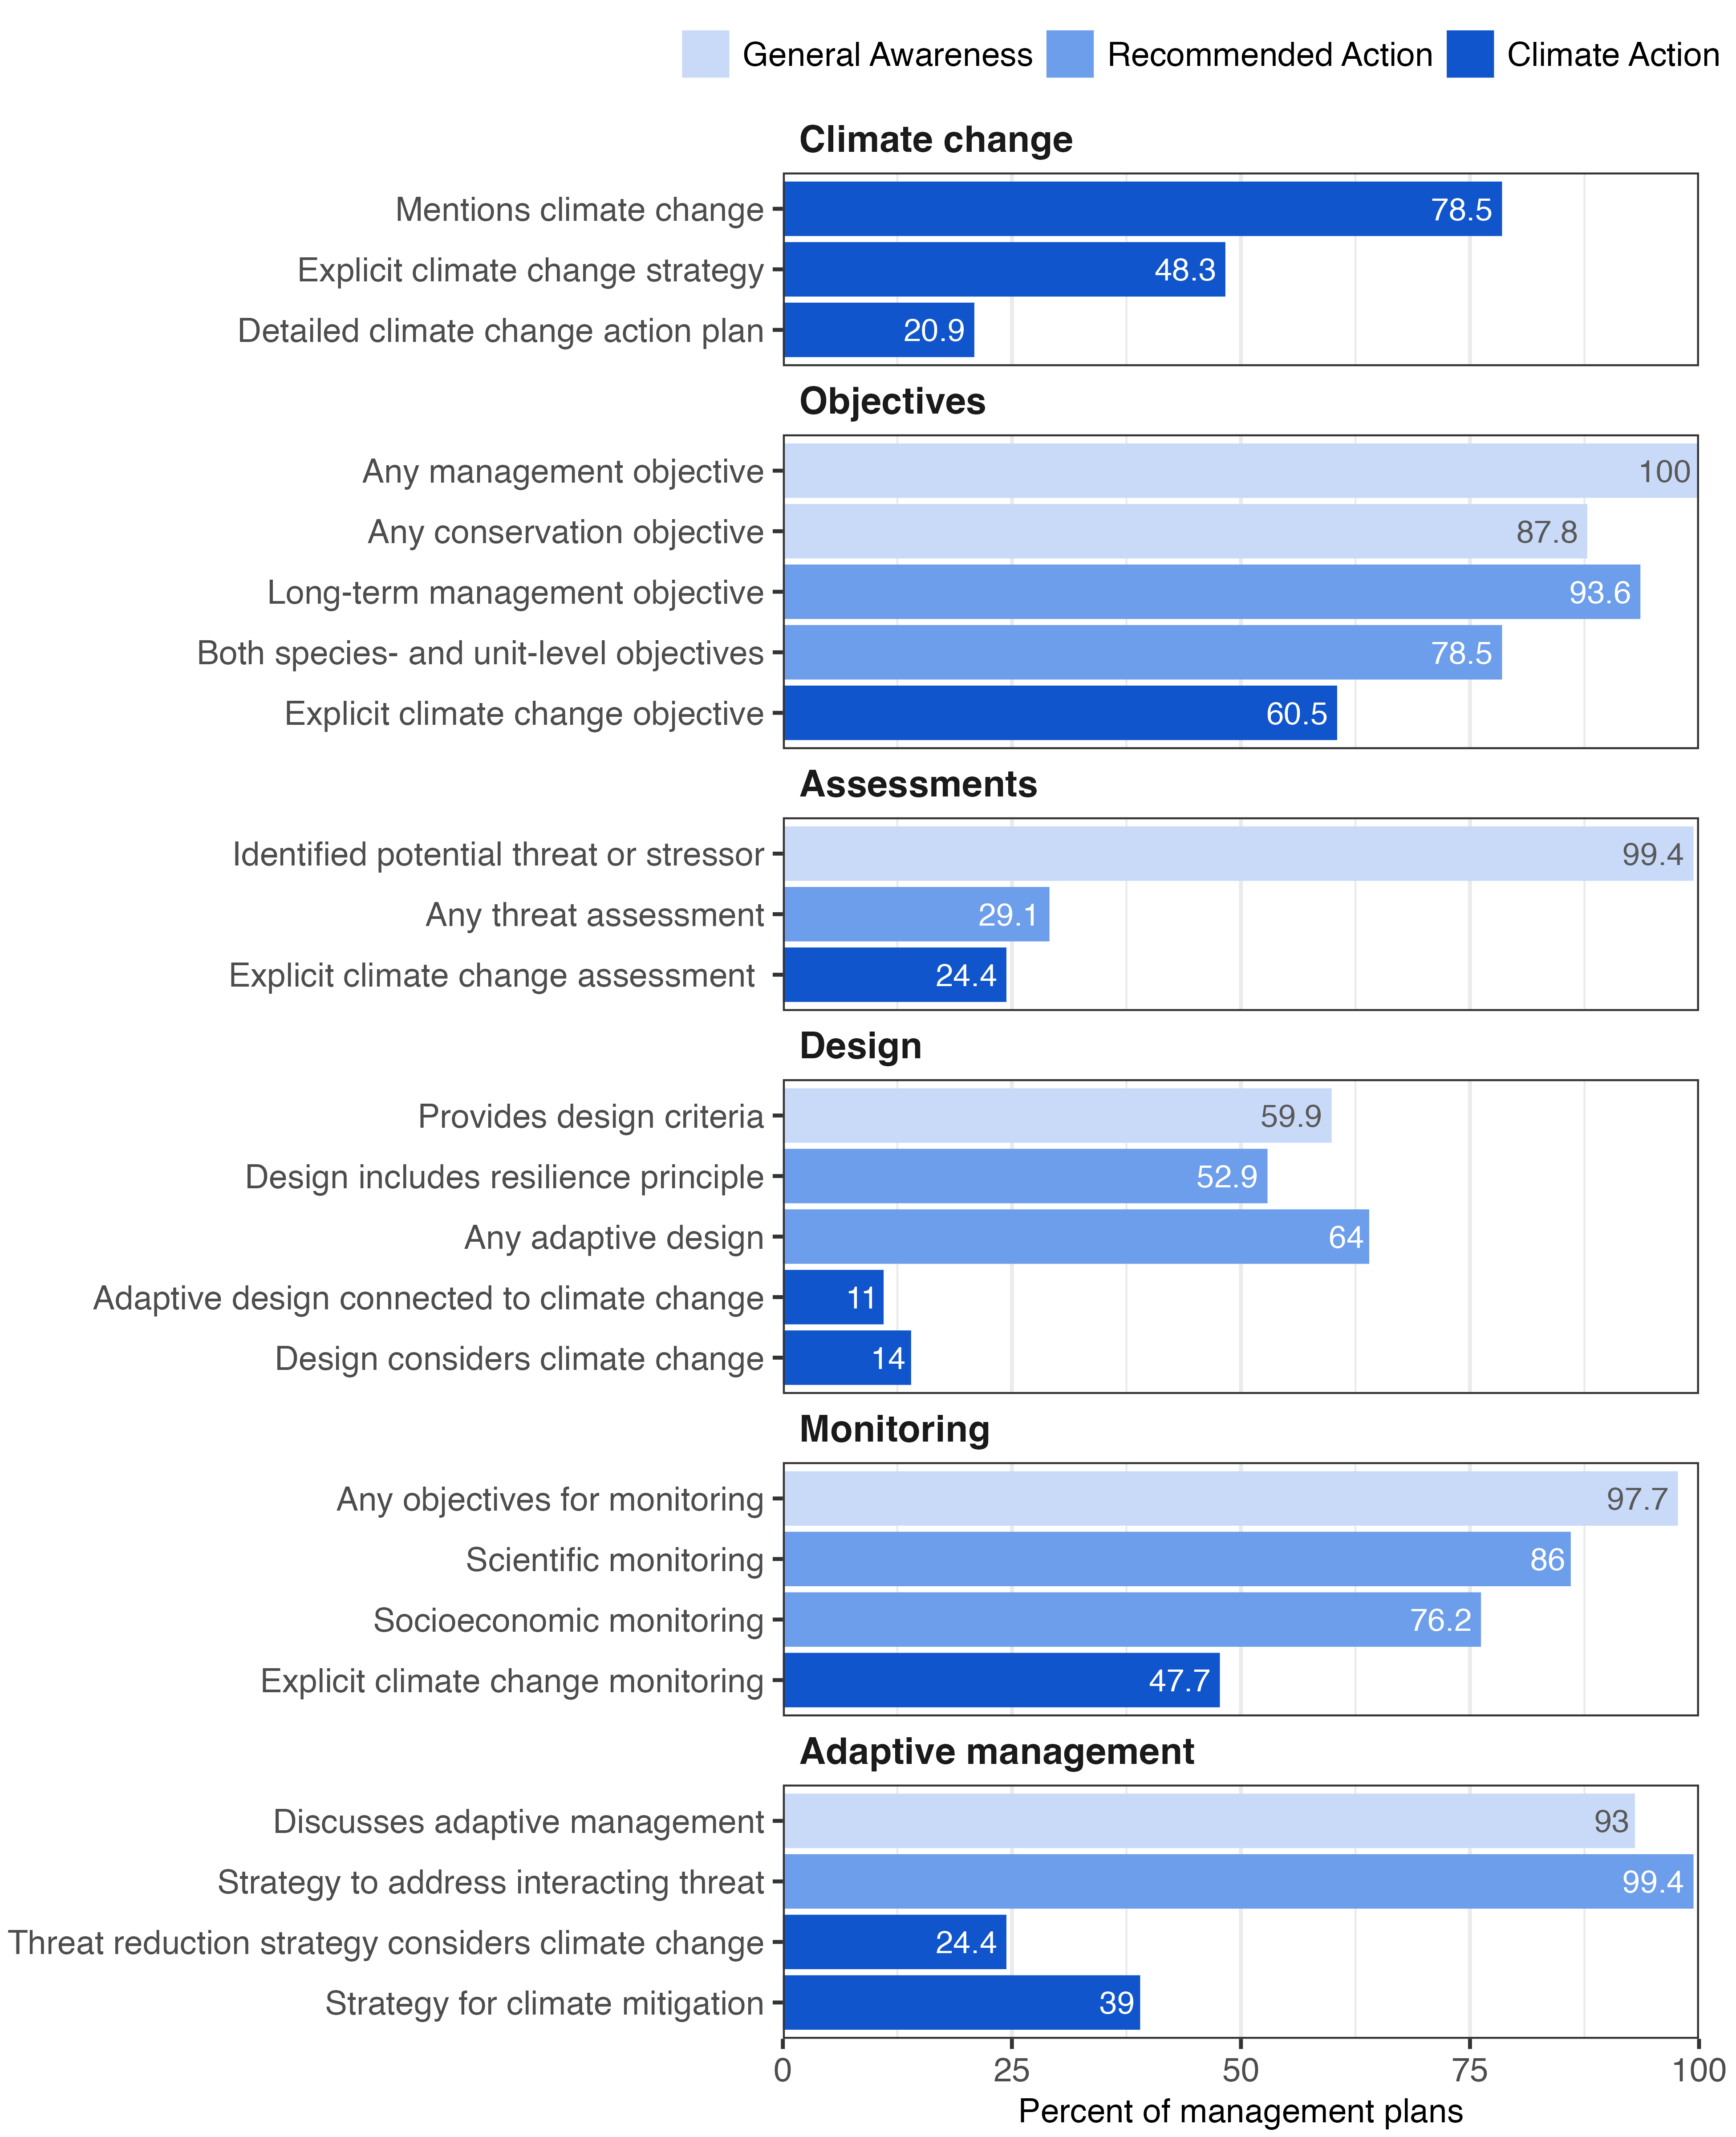 General Awareness Recommended Action Climate Action
Climate change
Mentions climate change 78.5
Explicit climate change strategy 48.3
Detailed climate change action plan 20.9
Objectives
Any management objective 100
Any conservation objective 87.8
Long-term management objective 93.6
Both species- and unit-level objectives 78.5
Explicit climate change objective 60.5
Assessments
Identified potential threat or stressor 99.4
Any threat assessment 29.1
Explicit climate change assessment 24.4
Design
Provides design criteria 59.9
Design includes resilience principle 52.9
Any adaptive design 64
Adaptive design connected to climate change 11
Design considers climate change 14
Monitoring
Any objectives for monitoring 97.7
Scientific monitoring 86
Socioeconomic monitoring 76.2
Explicit climate change monitoring 47.7
Adaptive management
Discusses adaptive management 93
Strategy to address interacting threat 99.4
Threat reduction strategy considers climate change 24.4
Strategy for climate mitigation 39
0 25 50 75 100
Percent of management plans